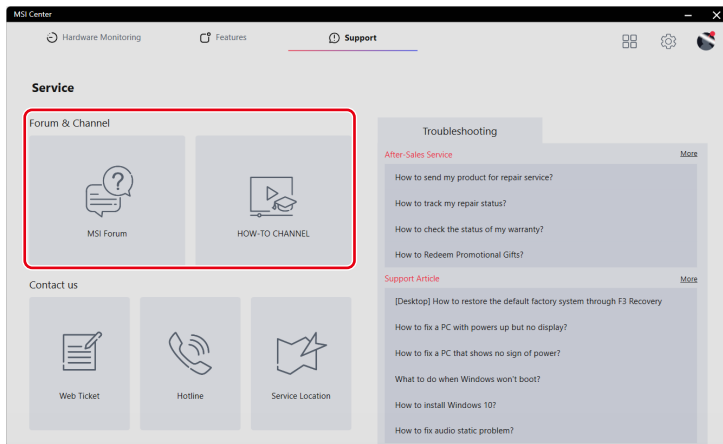 MSI Center
Hardware Monitoring
Features
Support
Service
Forum & Channel
MSI Forum
HOW-TO CHANNEL
Contact us
Web Ticket
Hotline
Service Location
Troubleshooting
After-Sales Service
More
How to send my product for repair service?
How to track my repair status?
How to check the status of my warranty?
How to Redeem Promotional Gifts?
Support Article
More
[Desktop] How to restore the default factory system through F3 Recovery
How to fix a PC with powers up but no display?
How to fix a PC that shows no sign of power?
What to do when Windows won't boot?
How to install Windows 10?
How to fix audio static problem?